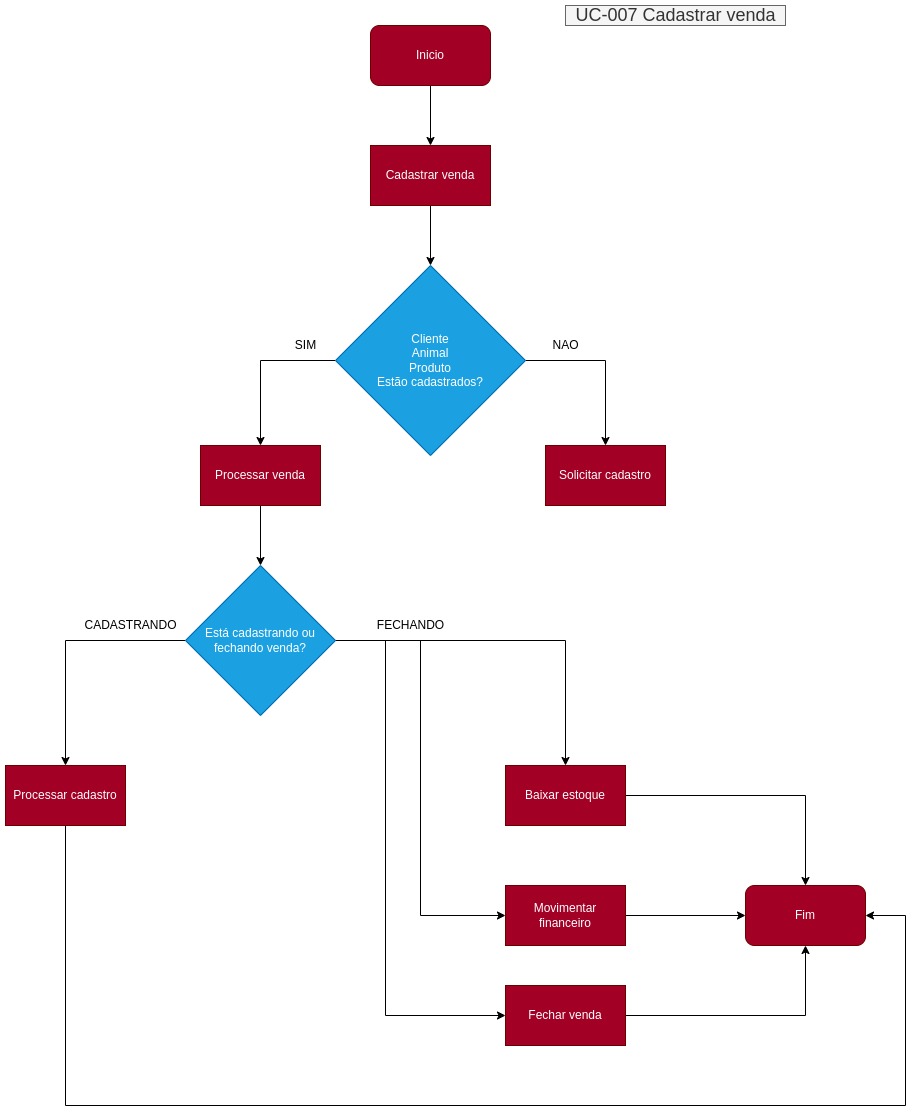 UC-007 Cadastrar venda
Inicio
Cadastrar venda
Cliente
Animal
Produto
Estão cadastrados?
SIM
NAO
Processar venda
Solicitar cadastro
Está cadastrando ou
fechando venda?
CADASTRANDO
FECHANDO
Processar cadastro
Baixar estoque
Movimentar
financeiro
Fim
Fechar venda